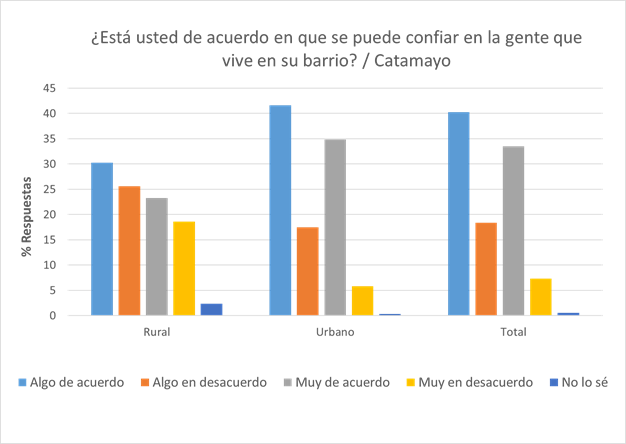 ¿Está usted de acuerdo en que se puede confiar en la gente que
vive en su barrio? / Catamayo
% Respuestas
45
40
35
30
25
20
15
10
5
0
Rural Urbano Total
Algo de acuerdo Algo en desacuerdo Muy de acuerdo Muy en desacuerdo No lo sé